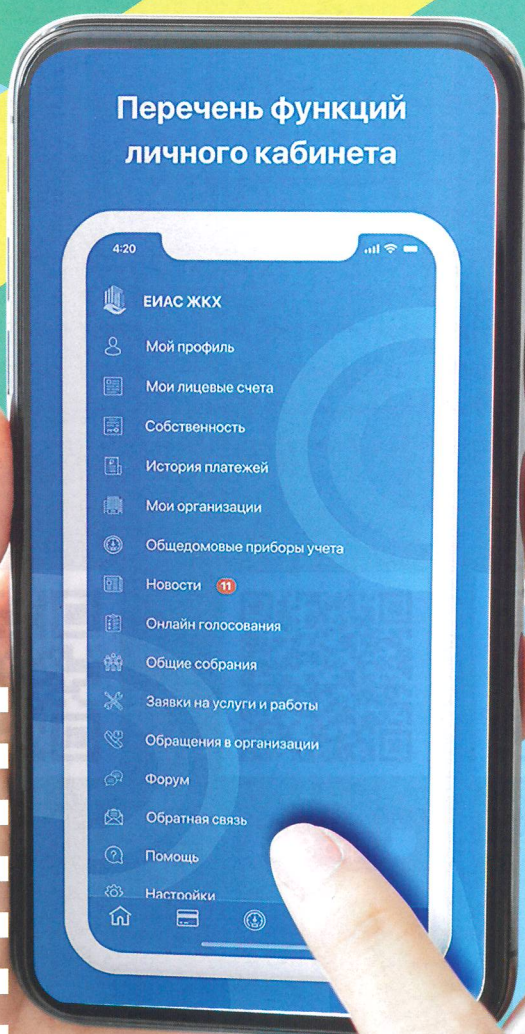 Перечень функций
личного кабинета
4:20
ЕИАС ЖКХ
Мой профиль
Мои лицевые счета
Собственность
История платежей
Мои организации
Общедомовые приборы учета
Новости 11
Онлайн голосования
Общие собрания
Заявки на услуги и работы
Обращения в организации
Форум
Обратная связь
Помощь
Настройки